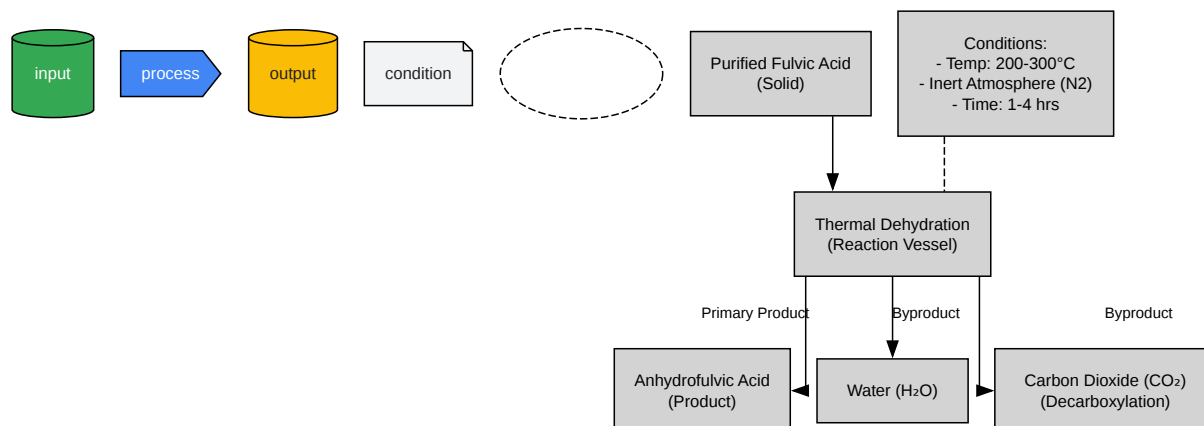 input
process
output
condition
Purified Fulvic Acid
(Solid)
Conditions:
- Temp: 200-300°C
- Inert Atmosphere (N2)
- Time: 1-4 hrs
Thermal Dehydration
(Reaction Vessel)
Primary Product
Byproduct
Byproduct
Anhydrofulvic Acid
(Product)
Water (H₂O)
Carbon Dioxide (CO₂)
(Decarboxylation)